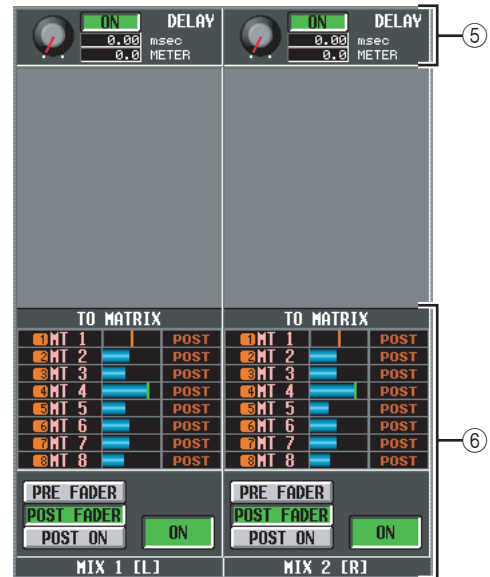 ON DELAY ON DELAY ⑤
0.00 msec 0.00 msec
0.0 METER 0.0 METER
TO MATRIX TO MATRIX
1 MT 1 POST 1 MT 1 POST
2 MT 2 POST 2 MT 2 POST
3 MT 3 POST 3 MT 3 POST
4 MT 4 POST 4 MT 4 POST
5 MT 5 POST 5 MT 5 POST
6 MT 6 POST 6 MT 6 POST
7 MT 7 POST 7 MT 7 POST
8 MT 8 POST 8 MT 8 POST
⑥
PRE FADER PRE FADER
POST FADER POST FADER
POST ON ON POST ON ON
MIX 1 [L] MIX 2 [R]